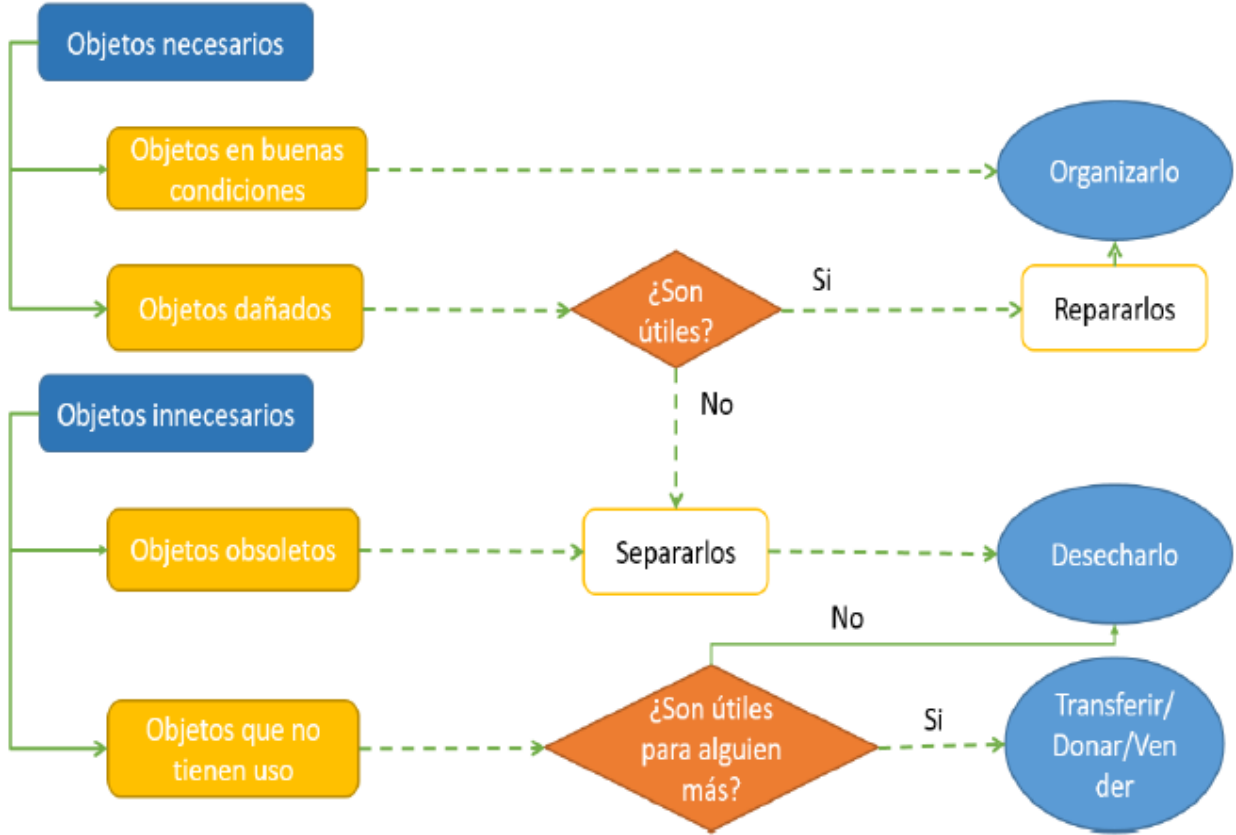 Objetos necesarios
Objetos en buenas
condiciones
Organizarlo
Objetos dañados
¿Son
útiles?
Si
Repararlos
No
Objetos innecesarios
Objetos obsoletos
Separarlos
Desecharlo
No
Objetos que no
tienen uso
¿Son útiles
para alguien
más?
Si
Transferir/
Donar/Ven
der